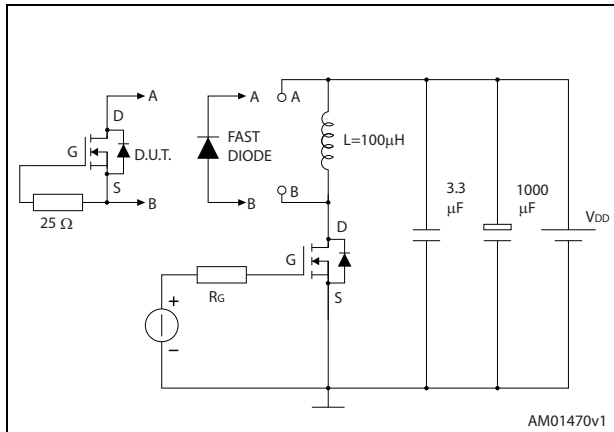 A
A
A
D
FAST
DIODE
L=100µH
G
D.U.T.
S
B
B
B
25 Ω
3.3
µF
1000
µF
VDD
D
G
S
RG
+
−
AM01470v1